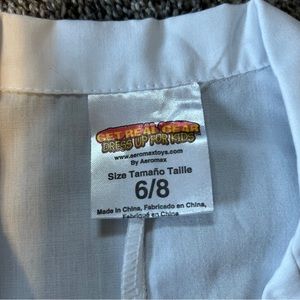 GET REAL GEAR
DRESS UP FOR KIDS
www.aeromaxtoys.com
By Aeromax
Size Tamaño Taille
6/8
Made in China, Fabricado en China,
Fabriqué en China